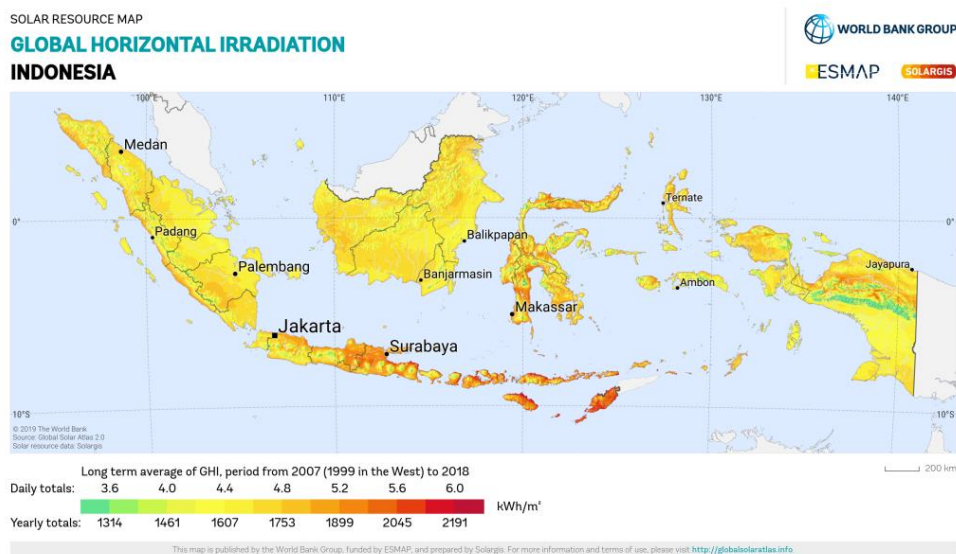 SOLAR RESOURCE MAP
GLOBAL HORIZONTAL IRRADIATION
INDONESIA
WORLD BANK GROUP
ESMAP
SOLARGIS
100°E
110°E
120°E
130°E
140°E
Medan
Ternate
0°
0°
Padang
Balikpapan
Palembang
Banjarmasin
Jayapura
Ambon
Makassar
Jakarta
Surabaya
10°S
10°S
© 2019 The World Bank
Source: Global Solar Atlas 2.0
Solar resource data: Solargis
Long term average of GHI, period from 2007 (1999 in the West) to 2018
200 km
Daily totals: 3.6 4.0 4.4 4.8 5.2 5.6 6.0
kWh/m²
Yearly totals: 1314 1461 1607 1753 1899 2045 2191
This map is published by the World Bank Group, funded by ESMAP, and prepared by Solargis. For more information and terms of use, please visit http://globalsolaratlas.info.